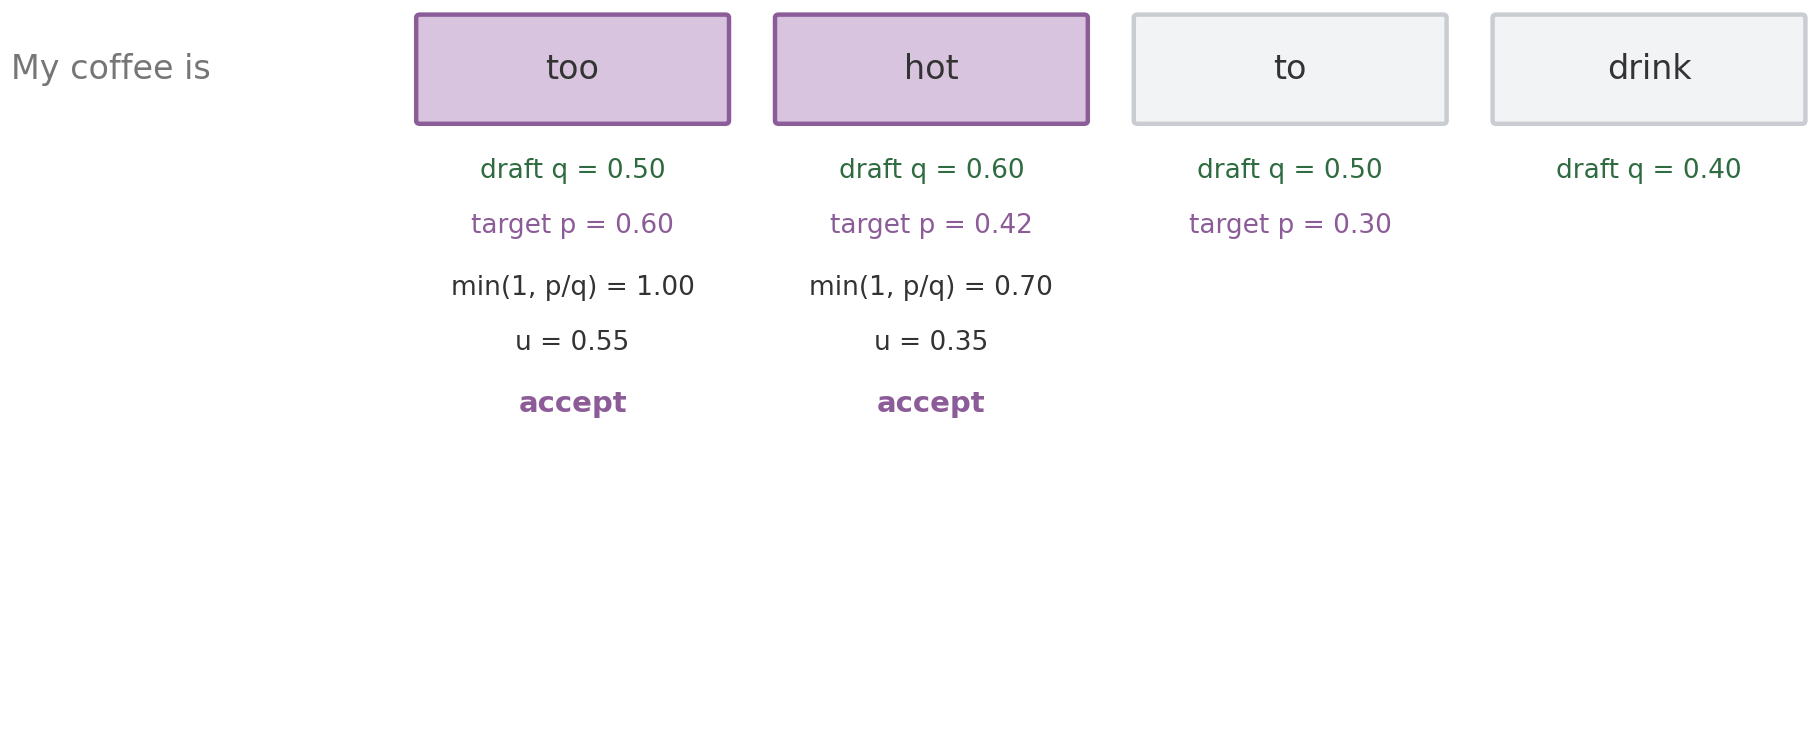 My coffee is too hot to drink
draft q = 0.50 draft q = 0.60 draft q = 0.50 draft q = 0.40
target p = 0.60 target p = 0.42 target p = 0.30
min(1, p/q) = 1.00 min(1, p/q) = 0.70
u = 0.55 u = 0.35
accept accept